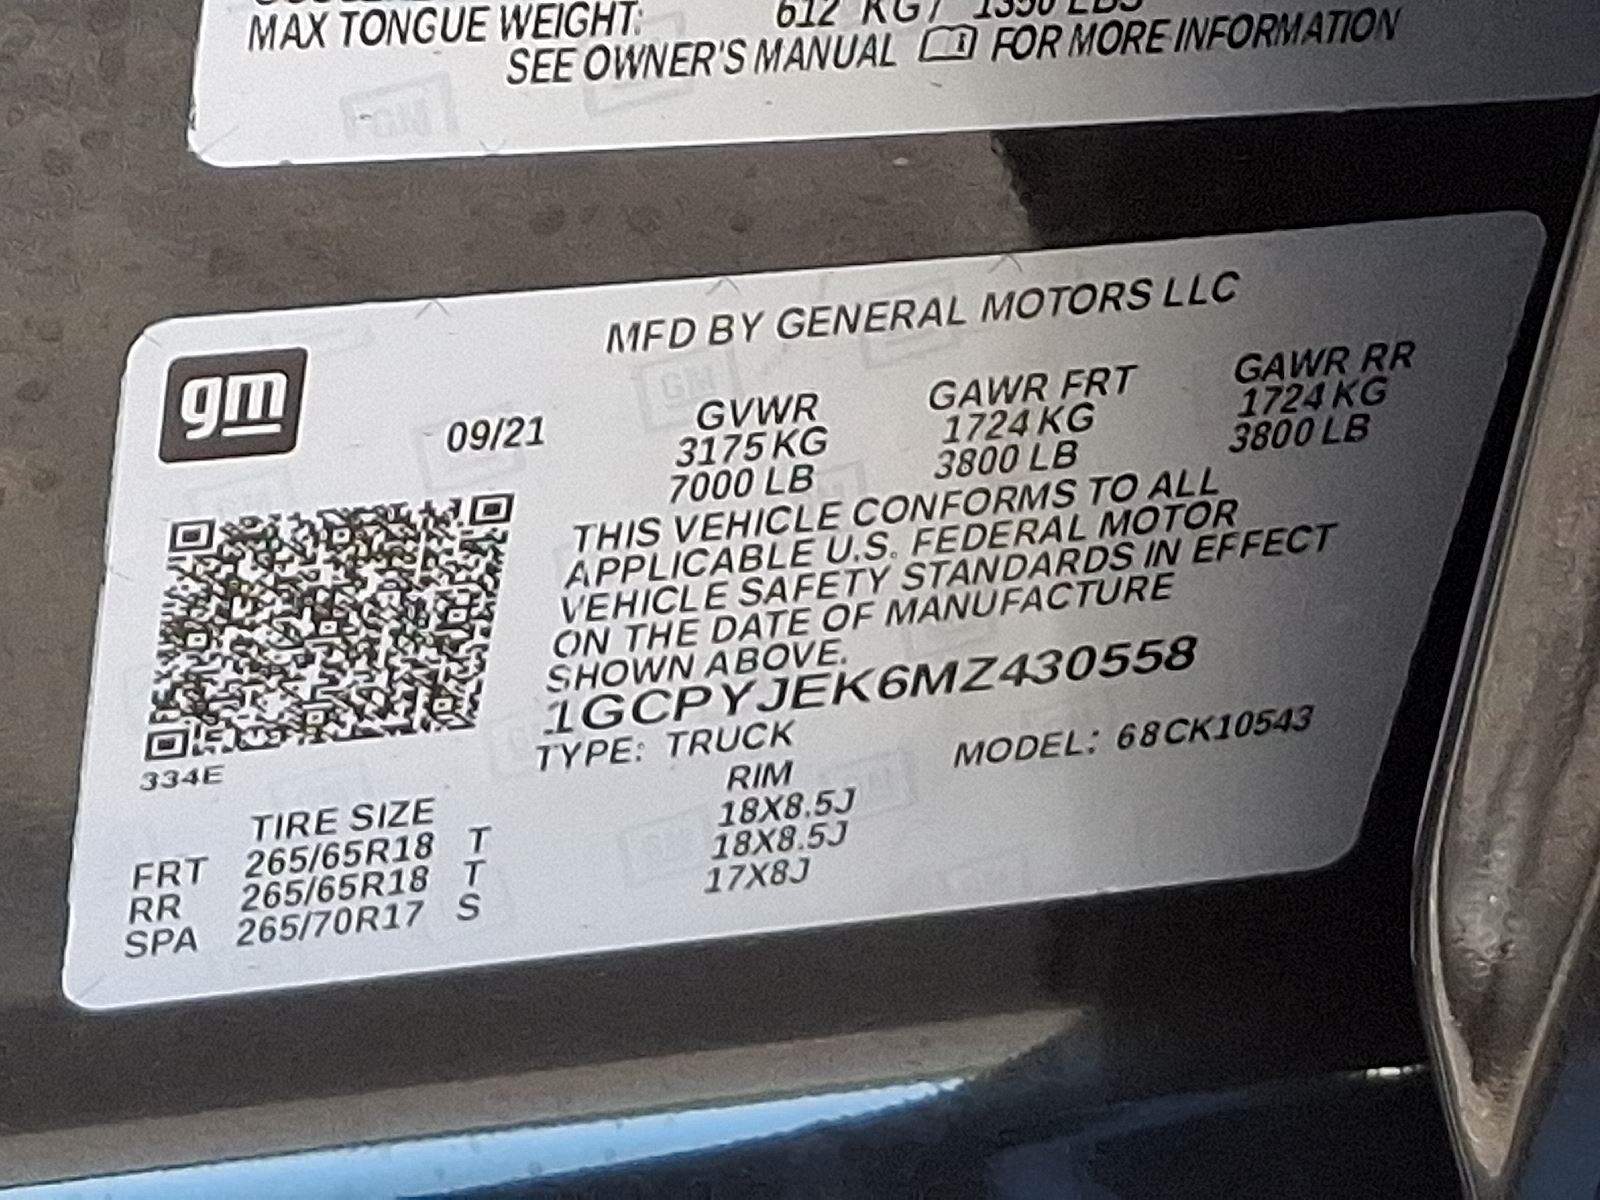 MAX TONGUE WEIGHT: 612 KG / 1350 LBS
SEE OWNER'S MANUAL FOR MORE INFORMATION
MFD BY GENERAL MOTORS LLC
gm
09/21
GVWR GAWR FRT GAWR RR
3175 KG 1724 KG 1724 KG
7000 LB 3800 LB 3800 LB
THIS VEHICLE CONFORMS TO ALL
APPLICABLE U.S. FEDERAL MOTOR
VEHICLE SAFETY STANDARDS IN EFFECT
ON THE DATE OF MANUFACTURE
SHOWN ABOVE.
1GCPYJEK6MZ430558
TYPE: TRUCK MODEL: 68CK10543
334E
TIRE SIZE RIM
FRT 265/65R18 T 18X8.5J
RR 265/65R18 T 18X8.5J
SPA 265/70R17 S 17X8J